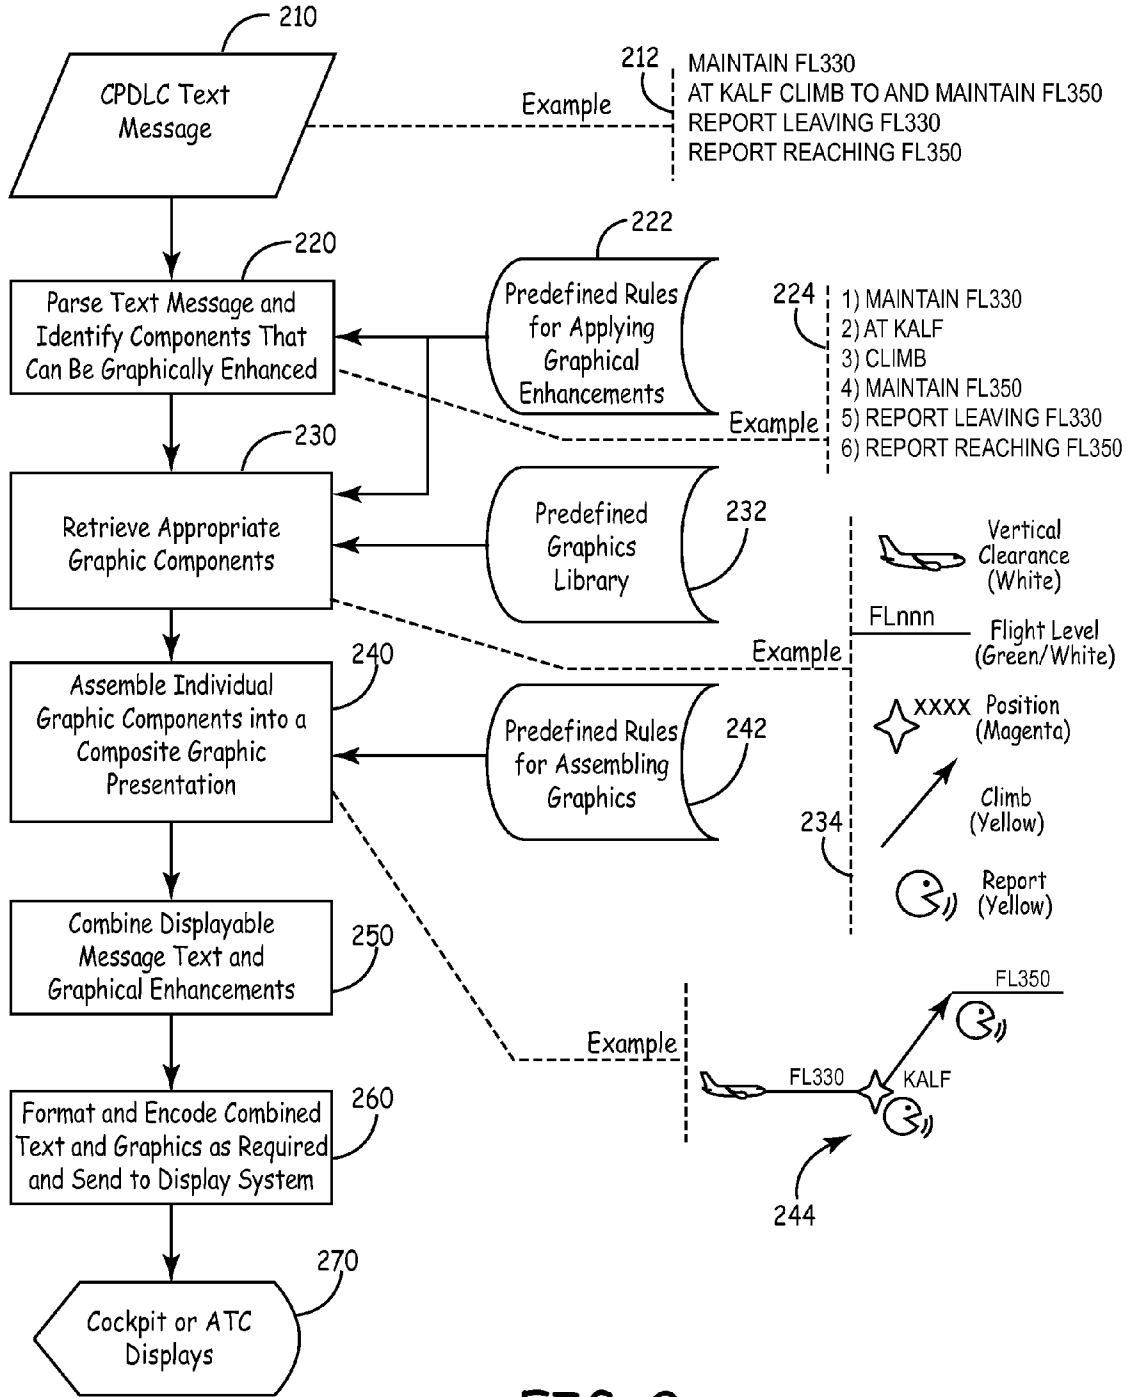 210
CPDLC Text
Message
Example
212
MAINTAIN FL330
AT KALF CLIMB TO AND MAINTAIN FL350
REPORT LEAVING FL330
REPORT REACHING FL350
220
Parse Text Message and
Identify Components That
Can Be Graphically Enhanced
222
Predefined Rules
for Applying
Graphical
Enhancements
Example
224
1) MAINTAIN FL330
2) AT KALF
3) CLIMB
4) MAINTAIN FL350
5) REPORT LEAVING FL330
6) REPORT REACHING FL350
230
Retrieve Appropriate
Graphic Components
Predefined
Graphics
Library
232
Example
234
Vertical
Clearance
(White)
FLnnn
Flight Level
(Green/White)
XXXX
Position
(Magenta)
Climb
(Yellow)
Report
(Yellow)
240
Assemble Individual
Graphic Components into a
Composite Graphic
Presentation
Predefined Rules
for Assembling
Graphics
242
Example
FL350
FL330
KALF
244
250
Combine Displayable
Message Text and
Graphical Enhancements
260
Format and Encode Combined
Text and Graphics as Required
and Send to Display System
270
Cockpit or ATC
Displays